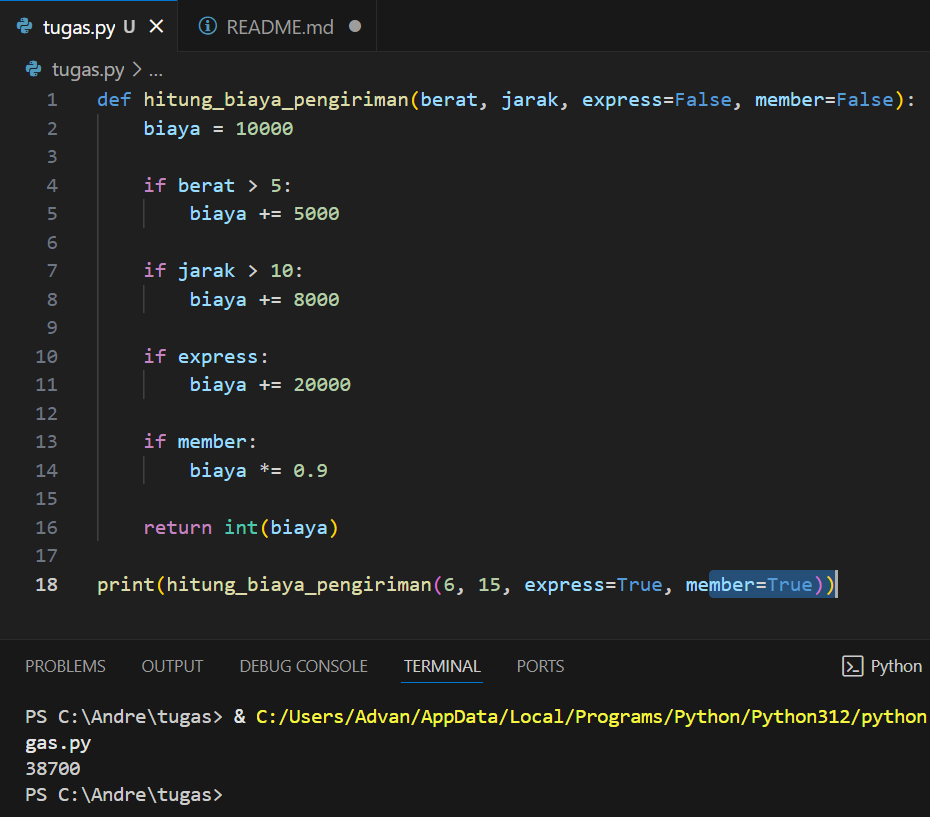 tugas.py U
README.md
tugas.py > ...
1 def hitung_biaya_pengiriman(berat, jarak, express=False, member=False):
2     biaya = 10000
3
4     if berat > 5:
5         biaya += 5000
6
7     if jarak > 10:
8         biaya += 8000
9
10     if express:
11         biaya += 20000
12
13     if member:
14         biaya *= 0.9
15
16     return int(biaya)
17
18 print(hitung_biaya_pengiriman(6, 15, express=True, member=True))
PROBLEMS OUTPUT DEBUG CONSOLE TERMINAL PORTS Python
PS C:\Andre\tugas> & C:/Users/Advan/AppData/Local/Programs/Python/Python312/python
gas.py
38700
PS C:\Andre\tugas>